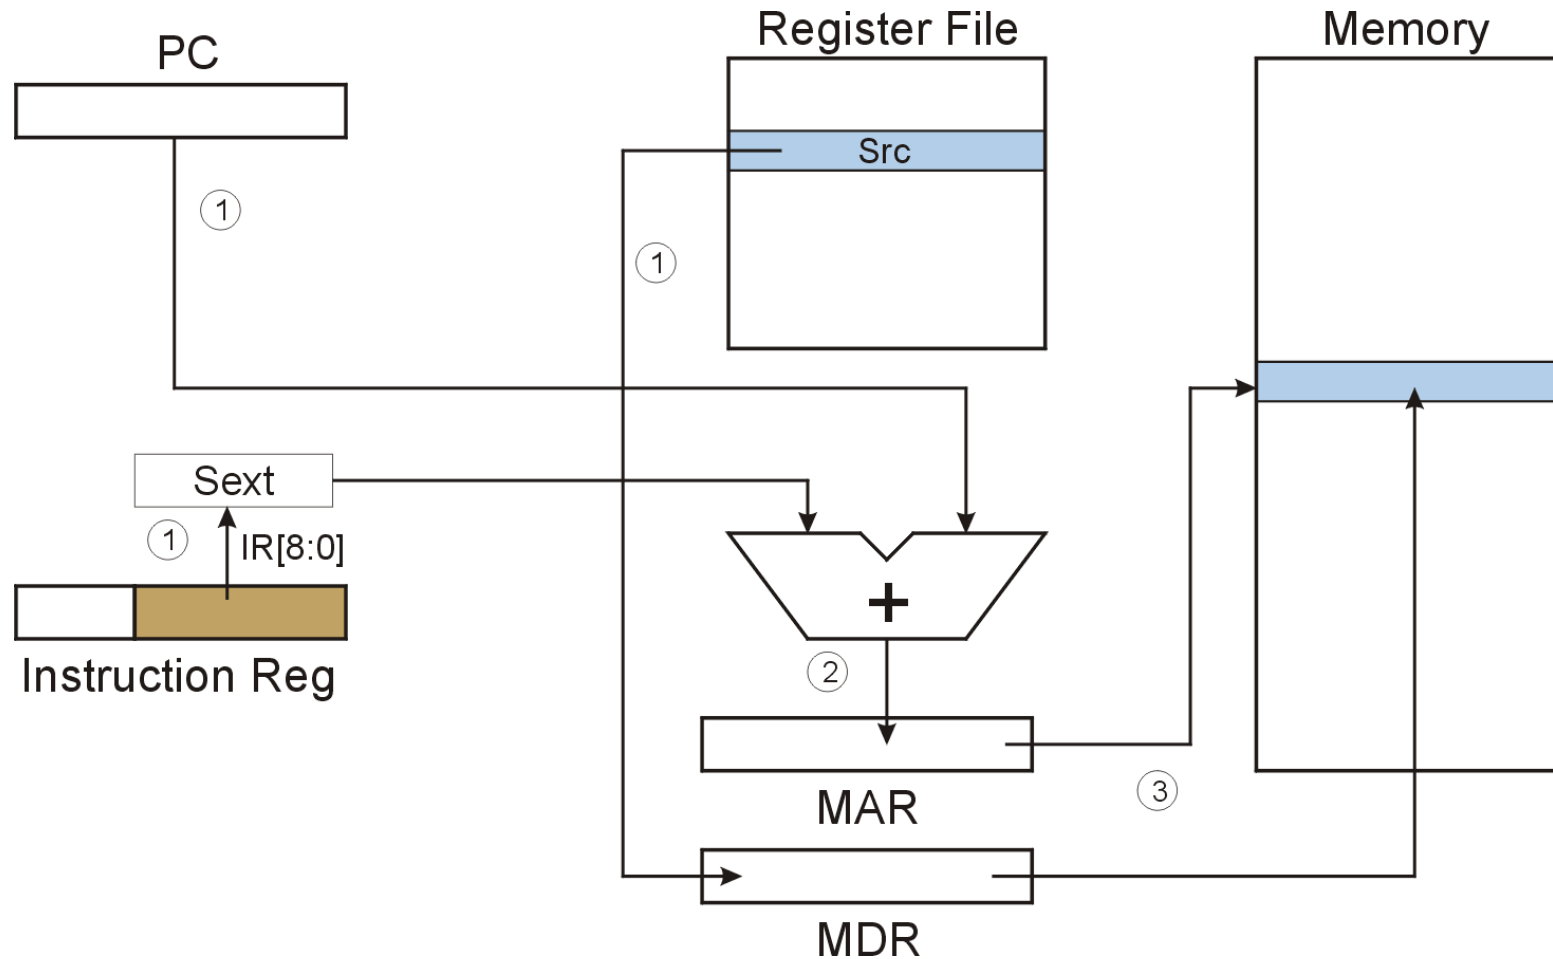 PC
Register File
Memory
Src
1
1
Sext
1
IR[8:0]
+
Instruction Reg
2
MAR
3
MDR